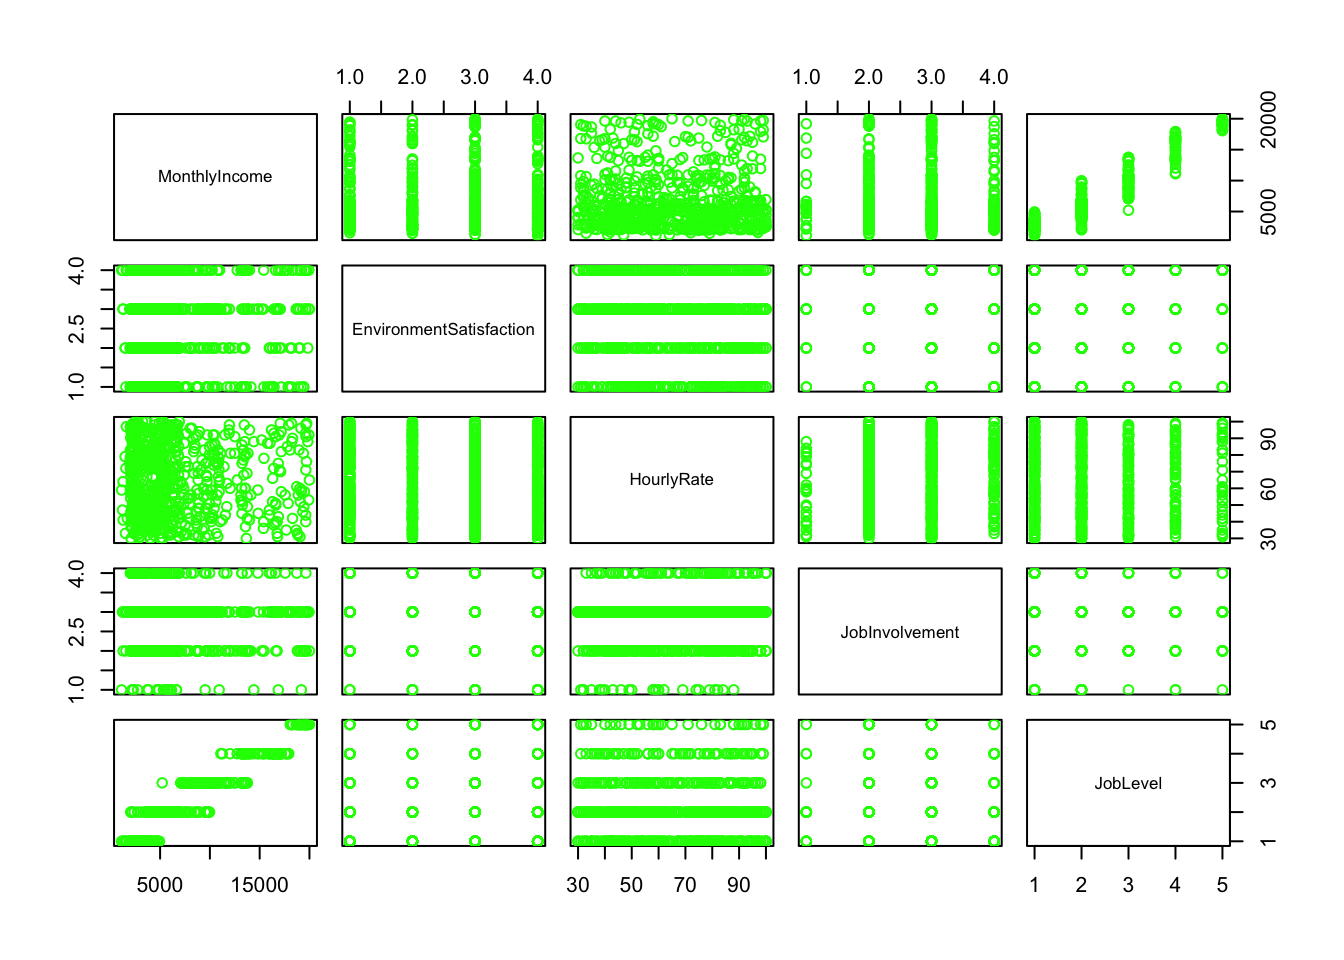 1.0 2.0 3.0 4.0 1.0 2.0 3.0 4.0
MonthlyIncome
5000 20000
1.0 2.5 4.0
EnvironmentSatisfaction
HourlyRate
30 60 90
1.0 2.5 4.0
JobInvolvement
JobLevel
1 3 5
5000 15000 30 50 70 90 1 2 3 4 5